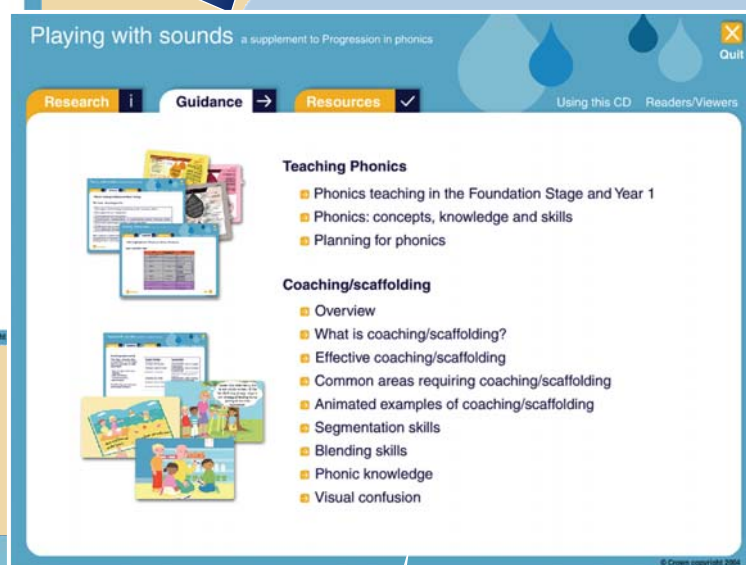 Playing with sounds a supplement to Progression in phonics
Quit
Research i Guidance Resources
Using this CD Readers/Viewers
Teaching Phonics
Phonics teaching in the Foundation Stage and Year 1
Phonics: concepts, knowledge and skills
Planning for phonics
Coaching/scaffolding
Overview
What is coaching/scaffolding?
Effective coaching/scaffolding
Common areas requiring coaching/scaffolding
Animated examples of coaching/scaffolding
Segmentation skills
Blending skills
Phonic knowledge
Visual confusion
© Crown copyright 2004